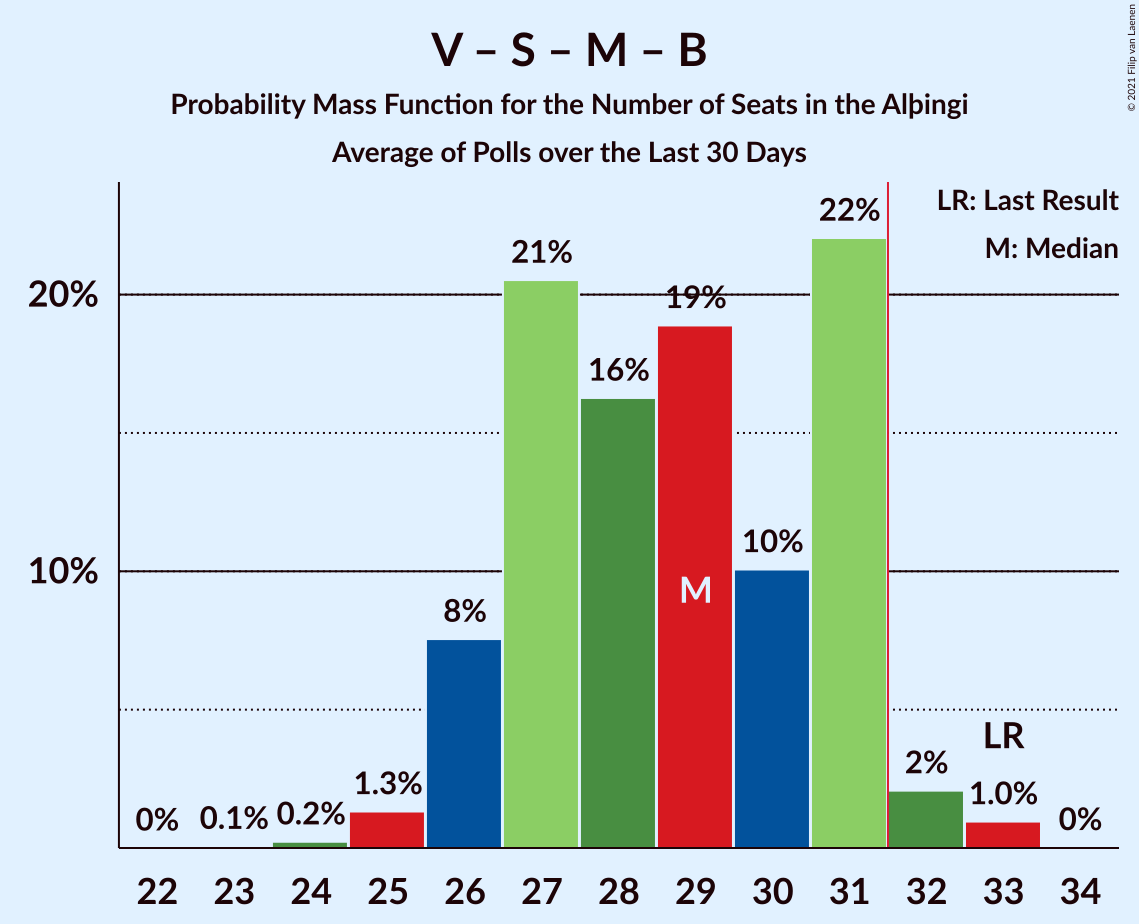 V – S – M – B
Probability Mass Function for the Number of Seats in the Alþingi
Average of Polls over the Last 30 Days
© 2021 Filip van Laenen
LR: Last Result
M: Median
20%
10%
0%
0.1%
0.2%
1.3%
8%
21%
16%
19%
M
10%
22%
2%
LR
1.0%
0%
22 23 24 25 26 27 28 29 30 31 32 33 34